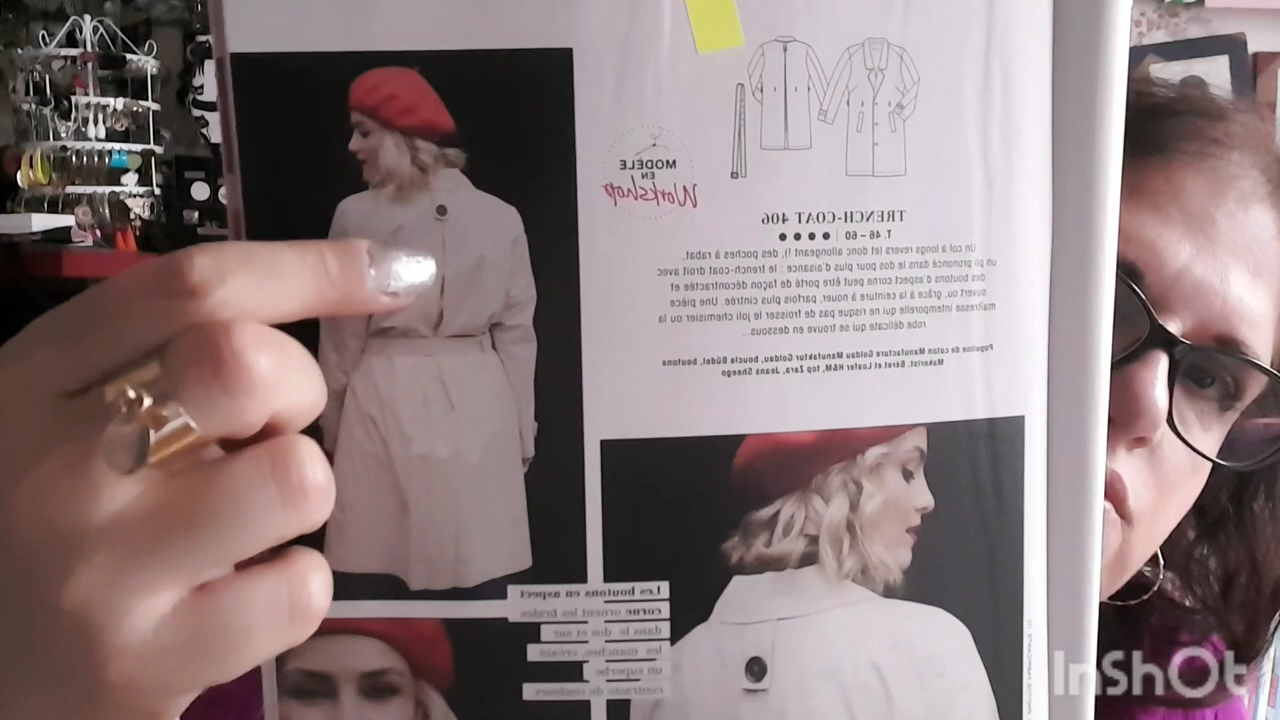 MODÈLE
EN
Workshop
TRENCH-COAT 406
T. 46 – 60
Un col à longs revers (et donc allongeant !), des poches à rabat,
un pli prononcé dans le dos pour plus d'aisance : le trench-coat droit avec
des boutons d'aspect corne peut être porté de façon décontractée et
ouvert ou, grâce à la ceinture à nouer, parfois plus cintrée. Une pièce
maîtresse intemporelle qui ne risque pas de froisser le joli chemisier ou la
robe délicate qui se trouve en dessous...
Popeline de coton Manufacture Goldau Manufaktur Goldau, boucle Büdel, boutons
Makerist. Béret et Loafer H&M, top Zara, Jeans Sheego
Les boutons en aspect
corne ornent les brides
dans le dos et sur
les manches, créant
un superbe
contraste de couleurs
InShOt